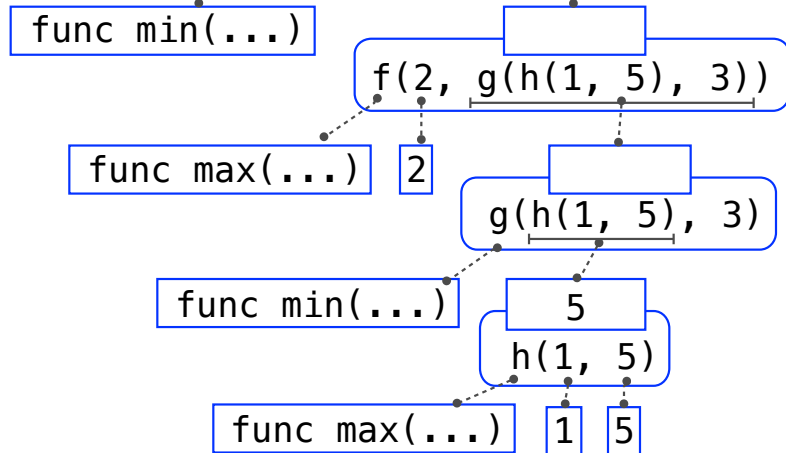 func min(...)
f(2, g(h(1, 5), 3))
func max(...)
2
g(h(1, 5), 3)
func min(...)
5
h(1, 5)
func max(...)
1
5